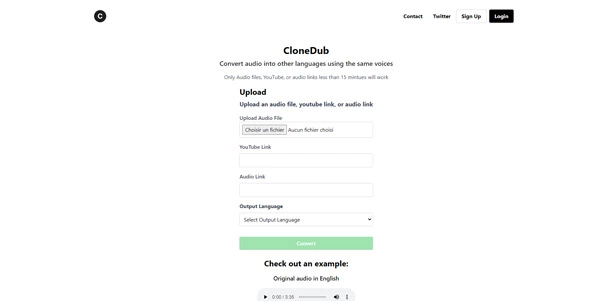 C
Contact Twitter Sign Up Login
CloneDub
Convert audio into other languages using the same voices
Only Audio files, YouTube, or audio links less than 15 mintues will work
Upload
Upload an audio file, youtube link, or audio link
Upload Audio File
Choisir un fichier Aucun fichier choisi
YouTube Link
Audio Link
Output Language
Select Output Language
Convert
Check out an example:
Original audio in English
0:00 / 3:38